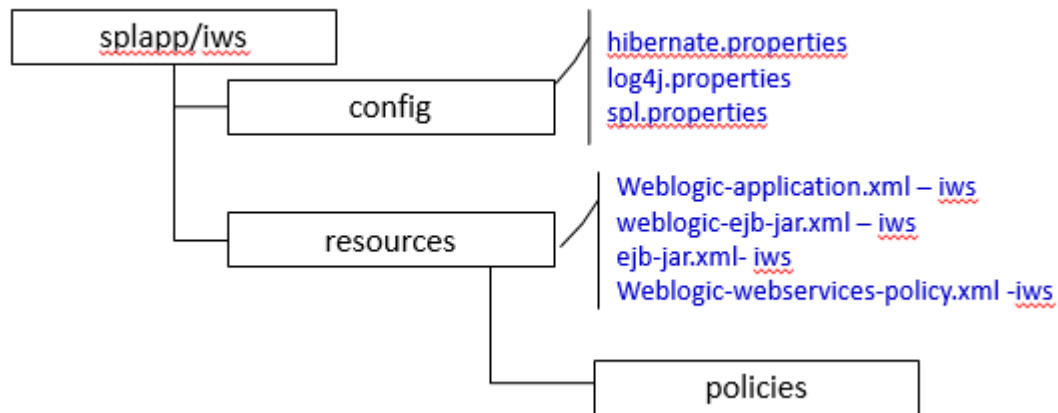 splapp/iws
config
hibernate.properties
log4j.properties
spl.properties
resources
Weblogic-application.xml – iws
weblogic-ejb-jar.xml – iws
ejb-jar.xml- iws
Weblogic-webservices-policy.xml -iws
policies